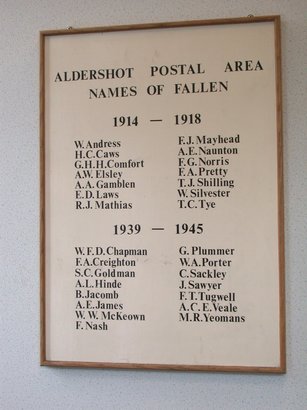 ALDERSHOT POSTAL AREA
NAMES OF FALLEN
1914 — 1918
W. Andress
H.C. Caws
G.H.H. Comfort
A.W. Elsley
A.A. Gamblen
E.D. Laws
R.J. Mathias
F.J. Mayhead
A.E. Naunton
F.G. Norris
F.A. Pretty
T.J. Shilling
W. Silvester
T.C. Tye
1939 — 1945
W.F.D. Chapman
F.A. Creighton
S.C. Goldman
A.L. Hinde
B. Jacomb
A.E. James
W.W. McKeown
F. Nash
G. Plummer
W.A. Porter
C. Sackley
J. Sawyer
F.T. Tugwell
A.C.E. Veale
M.R. Yeomans